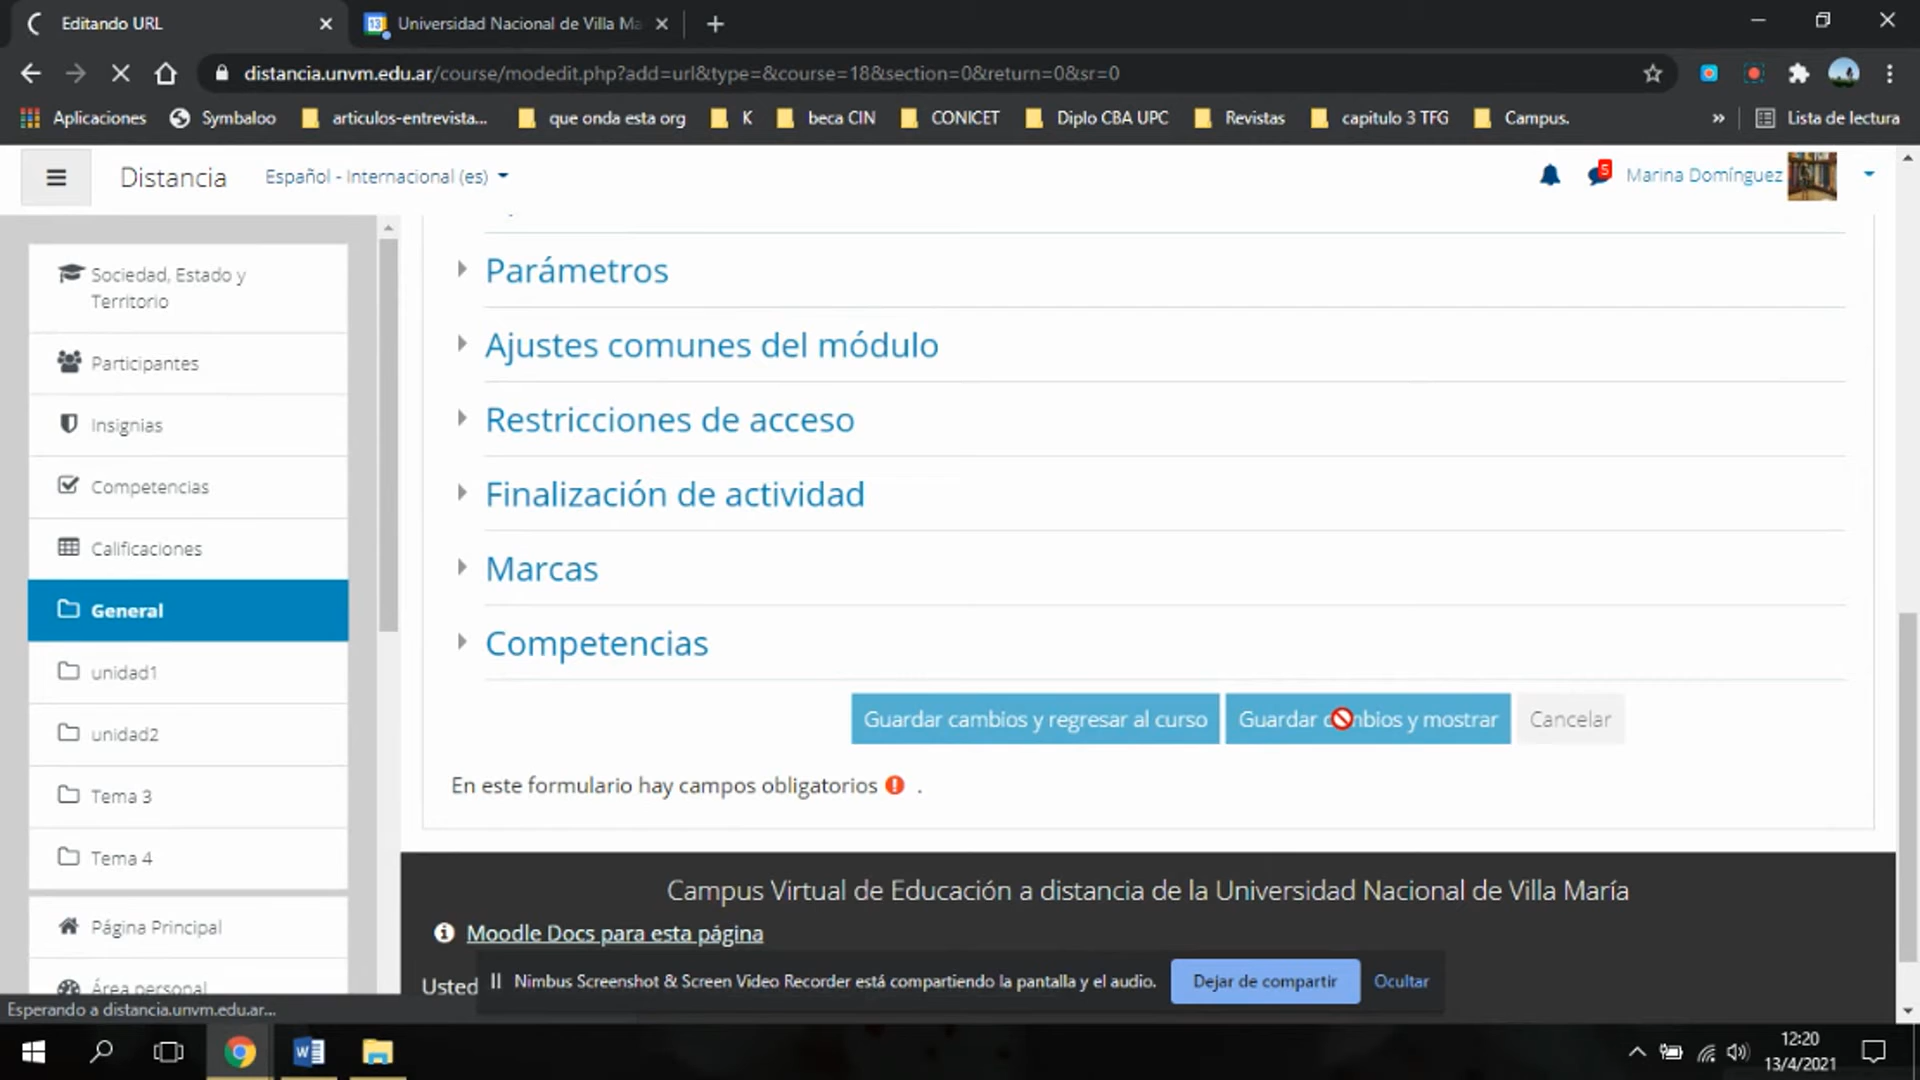 Editando URL
Universidad Nacional de Villa Ma
distancia.unvm.edu.ar/course/modedit.php?add=url&type=&course=18&section=0&return=0&sr=0
Aplicaciones
Symbaloo
articulos-entrevista...
que onda esta org
K
beca CIN
CONICET
Diplo CBA UPC
Revistas
capitulo 3 TFG
Campus.
»
Lista de lectura
Distancia
Español - Internacional (es)
5
Marina Domínguez
Sociedad, Estado y
Territorio
Participantes
Insignias
Competencias
Calificaciones
General
unidad1
unidad2
Tema 3
Tema 4
Página Principal
Área personal
Parámetros
Ajustes comunes del módulo
Restricciones de acceso
Finalización de actividad
Marcas
Competencias
Guardar cambios y regresar al curso
Guardar cambios y mostrar
Cancelar
En este formulario hay campos obligatorios .
Campus Virtual de Educación a distancia de la Universidad Nacional de Villa María
Moodle Docs para esta página
Usted
Nimbus Screenshot & Screen Video Recorder está compartiendo la pantalla y el audio.
Dejar de compartir
Ocultar
Esperando a distancia.unvm.edu.ar...
12:20
13/4/2021